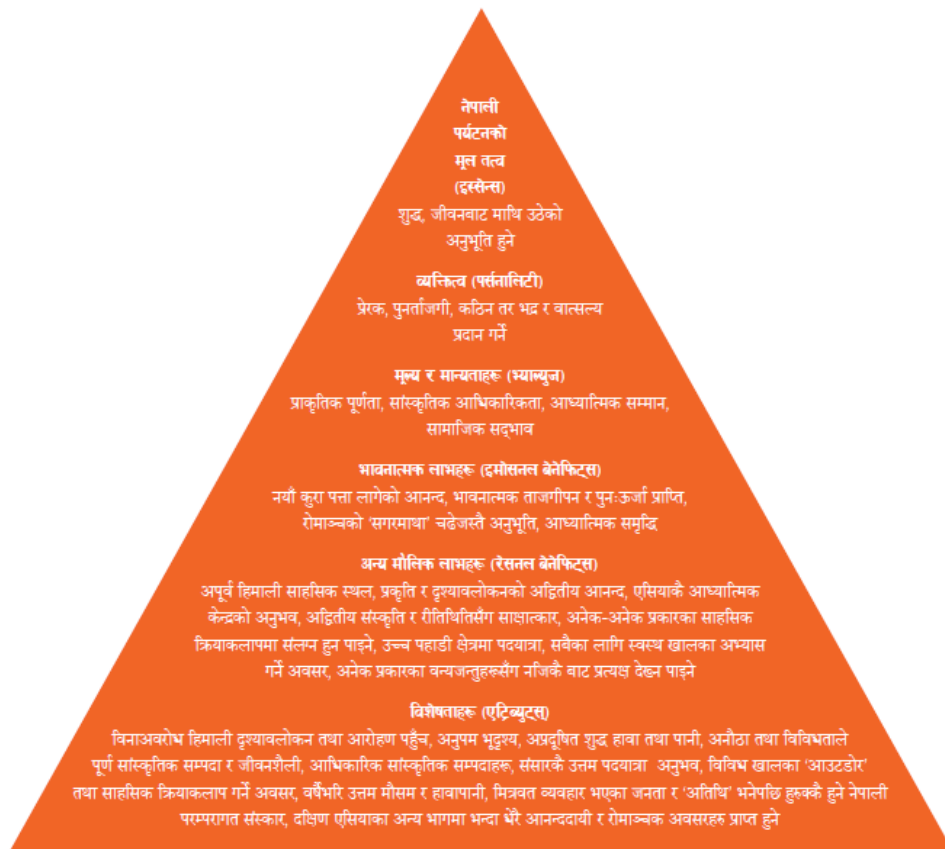 नेपाली
पर्यटनको
मूल तत्व
(इस्सेन्स)
शुद्ध, जीवनबाट माथि उठेको
अनुभूति हुने
व्यक्तित्व (पर्सनालिटी)
प्रेरक, पुनर्ताजगी, कठिन तर भद्र र वात्सल्य
प्रदान गर्ने
मूल्य र मान्यताहरू (भ्याल्युज)
प्राकृतिक पूर्णता, सांस्कृतिक आधिकारिकता, आध्यात्मिक सम्मान,
सामाजिक सद्‌भाव
भावनात्मक लाभहरू (इमोसनल बेनेफिट्स)
नयाँ कुरा पत्ता लागेको आनन्द, भावनात्मक ताजगीपन र पुनःऊर्जा प्राप्ति,
रोमाञ्चको ‘सगरमाथा’ चढेजस्तै अनुभूति, आध्यात्मिक समृद्धि
अन्य मौलिक लाभहरू (रेसनल बेनेफिट्स)
अपूर्व हिमाली साहसिक स्थल, प्रकृति र दृश्यावलोकनको अद्वितीय आनन्द, एसियाकै आध्यात्मिक
केन्द्रको अनुभव, अद्वितीय संस्कृति र रीतिथितिसँग साक्षात्कार, अनेक-अनेक प्रकारका साहसिक
क्रियाकलापमा संलग्न हुन पाइने, उच्च पहाडी क्षेत्रमा पदयात्रा, सबैका लागि स्वस्थ खालका अभ्यास
गर्ने अवसर, अनेक प्रकारका वन्यजन्तुहरूसँग नजिकै बाट प्रत्यक्ष देख्न पाइने
विशेषताहरू (एट्रिब्युट्स्)
विनाअवरोध हिमाली दृश्यावलोकन तथा आरोहण पहुँच, अनुपम भूदृश्य, अप्रदूषित शुद्ध हावा तथा पानी, अनौठा तथा विविधताले
पूर्ण सांस्कृतिक सम्पदा र जीवनशैली, आधिकारिक सांस्कृतिक सम्पदाहरू, संसारकै उत्तम पदयात्रा अनुभव, विविध खालका ‘आउटडोर’
तथा साहसिक क्रियाकलाप गर्ने अवसर, वर्षैभरि उत्तम मौसम र हावापानी, मित्रवत व्यवहार भएका जनता र ‘अतिथि’ भनेपछि हुरुक्कै हुने नेपाली
परम्परागत संस्कार, दक्षिण एसियाका अन्य भागमा भन्दा धेरै आनन्ददायी र रोमाञ्चक अवसरहरु प्राप्त हुने